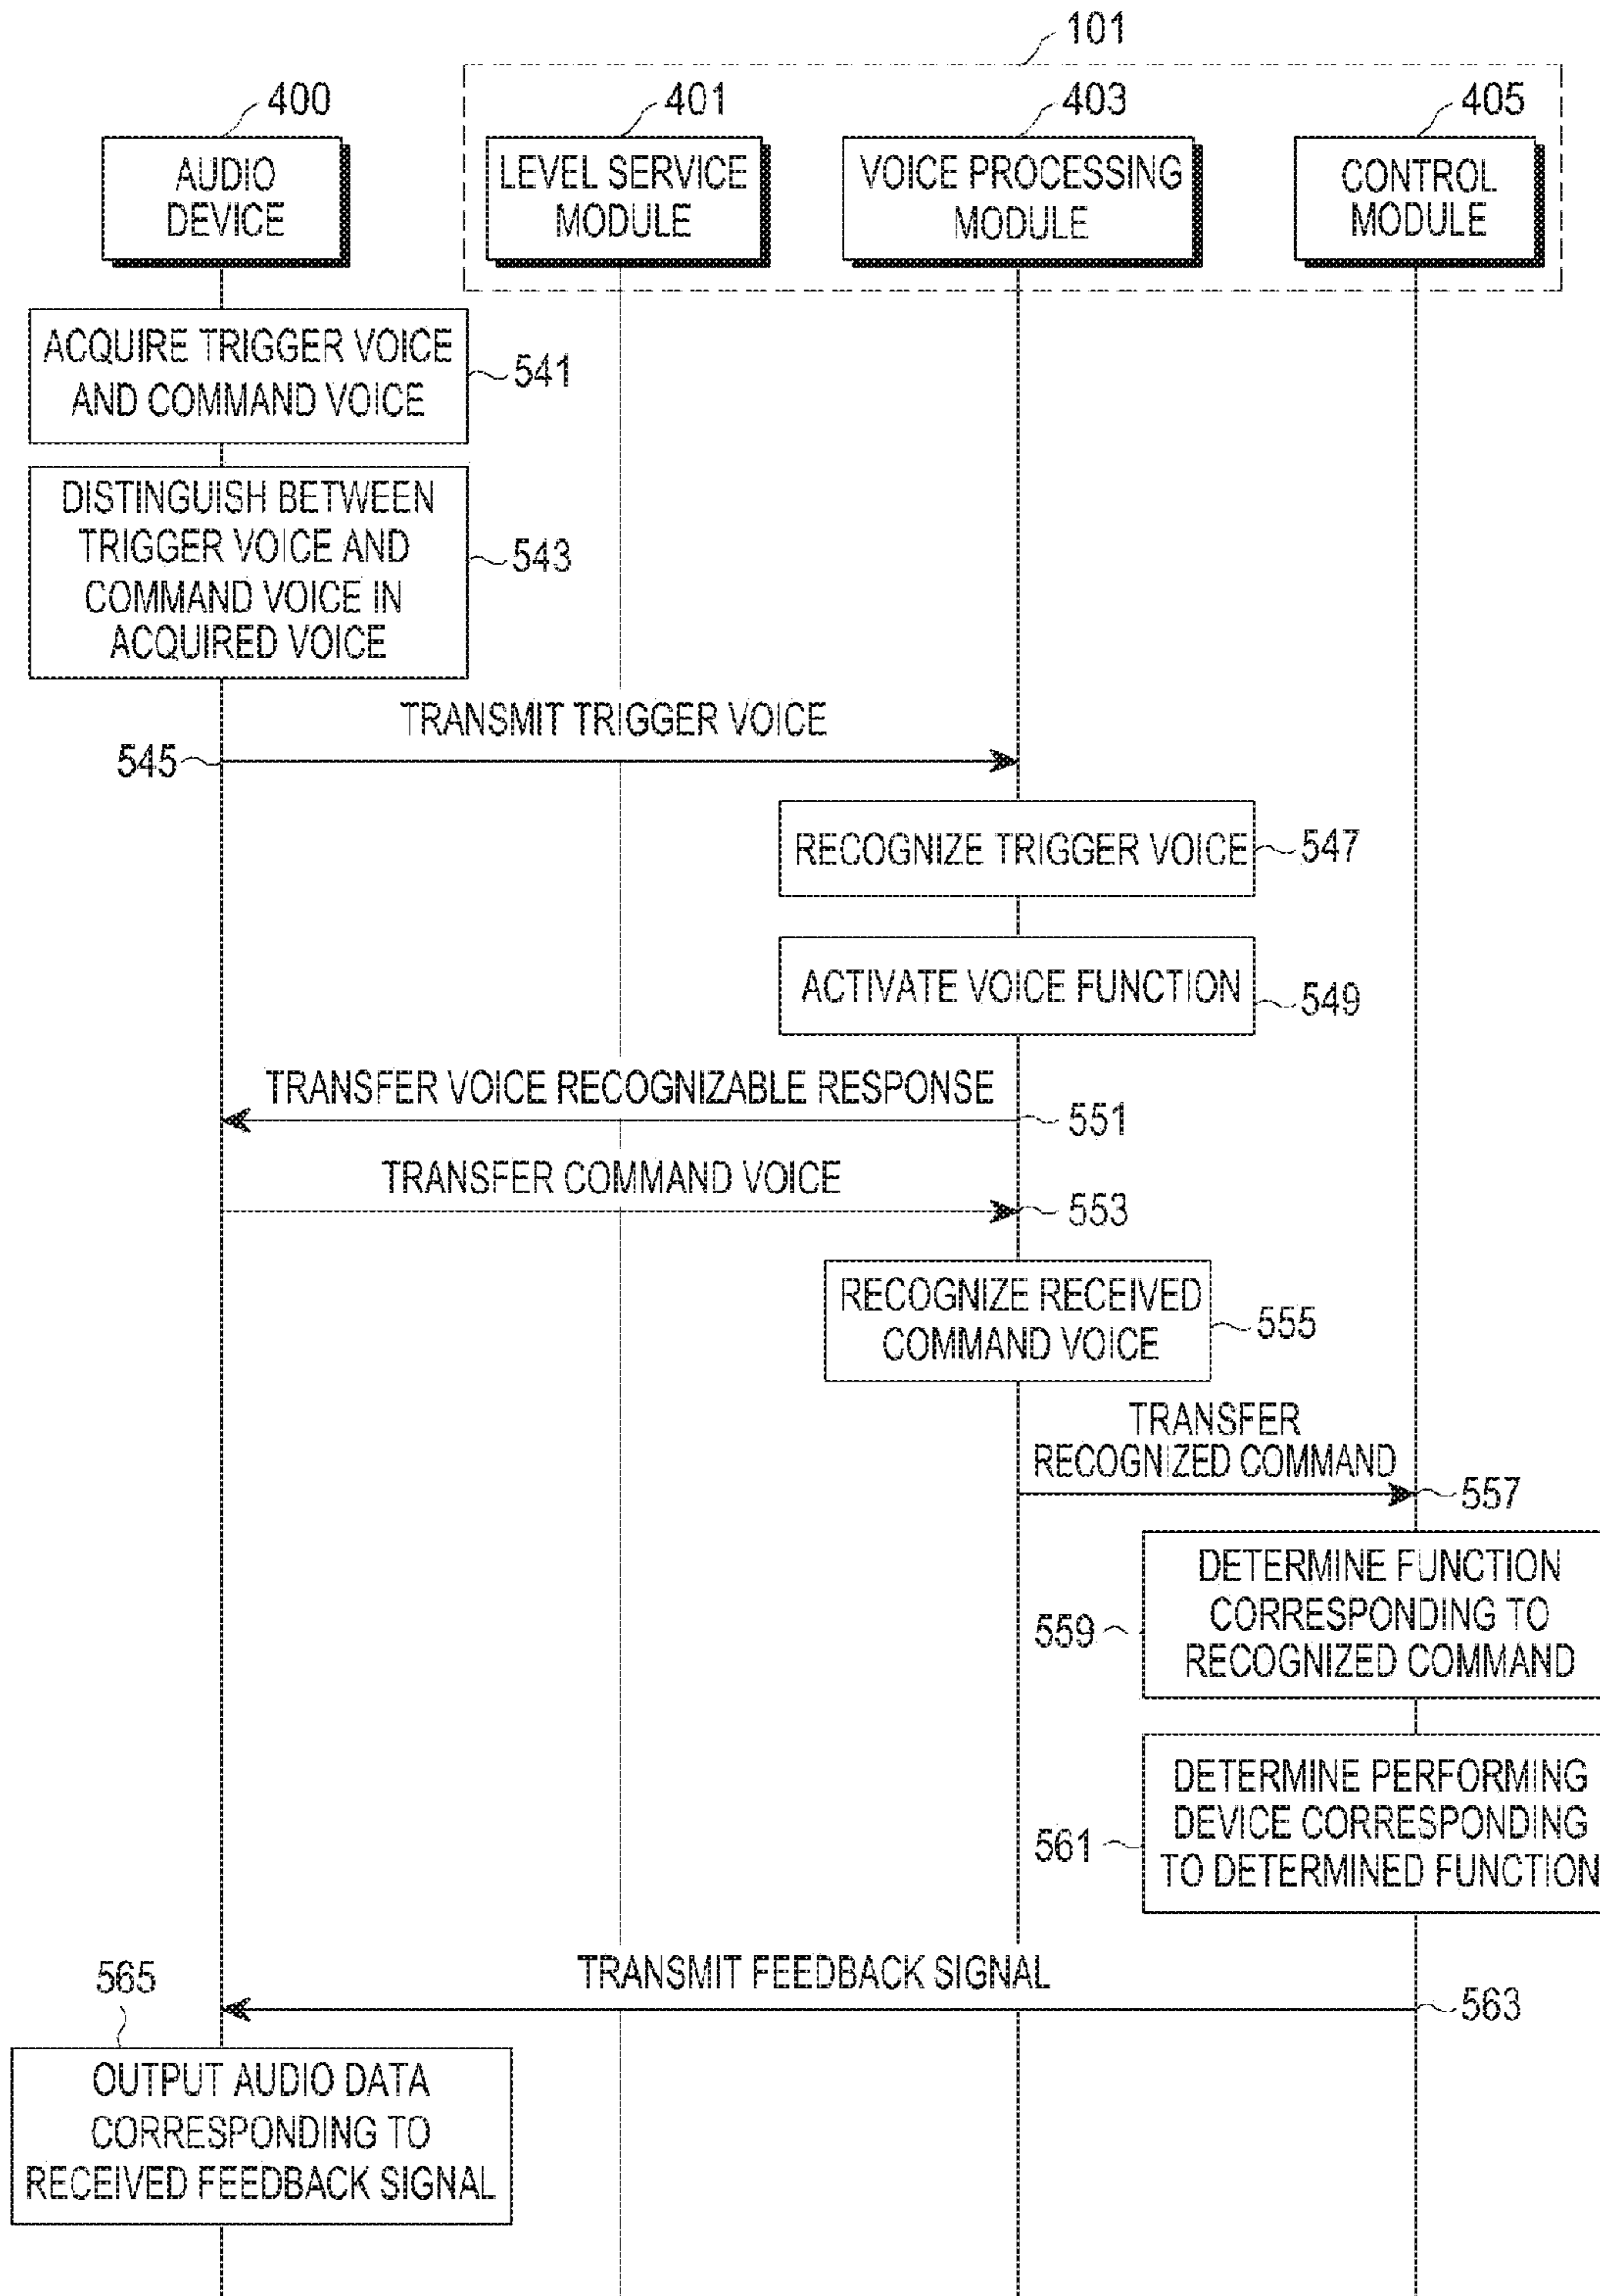 101
400
401
403
405
AUDIO
DEVICE
LEVEL SERVICE
MODULE
VOICE PROCESSING
MODULE
CONTROL
MODULE
ACQUIRE TRIGGER VOICE
AND COMMAND VOICE
541
DISTINGUISH BETWEEN
TRIGGER VOICE AND
COMMAND VOICE IN
ACQUIRED VOICE
543
TRANSMIT TRIGGER VOICE
545
RECOGNIZE TRIGGER VOICE
547
ACTIVATE VOICE FUNCTION
549
TRANSFER VOICE RECOGNIZABLE RESPONSE
551
TRANSFER COMMAND VOICE
553
RECOGNIZE RECEIVED
COMMAND VOICE
555
TRANSFER
RECOGNIZED COMMAND
557
DETERMINE FUNCTION
CORRESPONDING TO
RECOGNIZED COMMAND
559
DETERMINE PERFORMING
DEVICE CORRESPONDING
TO DETERMINED FUNCTION
561
TRANSMIT FEEDBACK SIGNAL
563
565
OUTPUT AUDIO DATA
CORRESPONDING TO
RECEIVED FEEDBACK SIGNAL